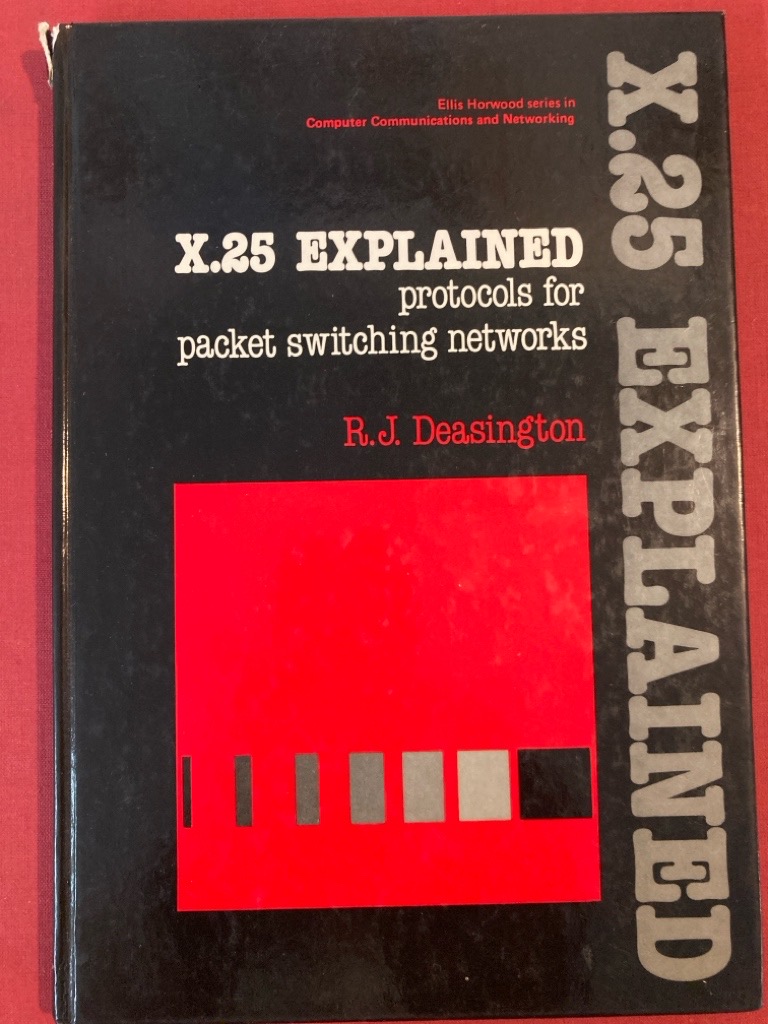 Ellis Horwood series in
Computer Communications and Networking
X.25 EXPLAINED
protocols for
packet switching networks
R.J. Deasington
X.25 EXPLAINED